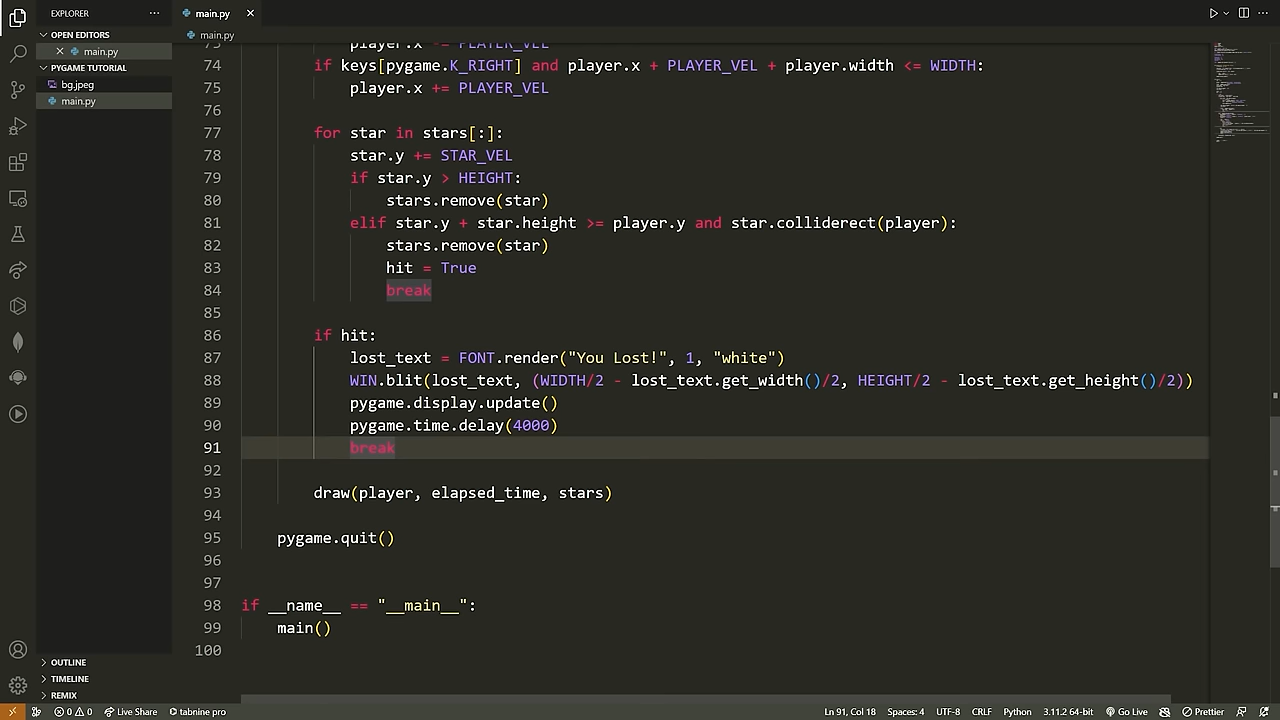 EXPLORER
main.py
OPEN EDITORS
main.py
main.py
PYGAME TUTORIAL
bg.jpeg
main.py
73 player.x -= PLAYER_VEL
74 if keys[pygame.K_RIGHT] and player.x + PLAYER_VEL + player.width <= WIDTH:
75 player.x += PLAYER_VEL
76
77 for star in stars[:]:
78 star.y += STAR_VEL
79 if star.y > HEIGHT:
80 stars.remove(star)
81 elif star.y + star.height >= player.y and star.colliderect(player):
82 stars.remove(star)
83 hit = True
84 break
85
86 if hit:
87 lost_text = FONT.render("You Lost!", 1, "white")
88 WIN.blit(lost_text, (WIDTH/2 - lost_text.get_width()/2, HEIGHT/2 - lost_text.get_height()/2))
89 pygame.display.update()
90 pygame.time.delay(4000)
91 break
92
93 draw(player, elapsed_time, stars)
94
95 pygame.quit()
96
97
98 if __name__ == "__main__":
99 main()
100
OUTLINE
TIMELINE
REMIX
0 0 Live Share tabnine pro Ln 91, Col 18 Spaces: 4 UTF-8 CRLF Python 3.11.2 64-bit Go Live Prettier